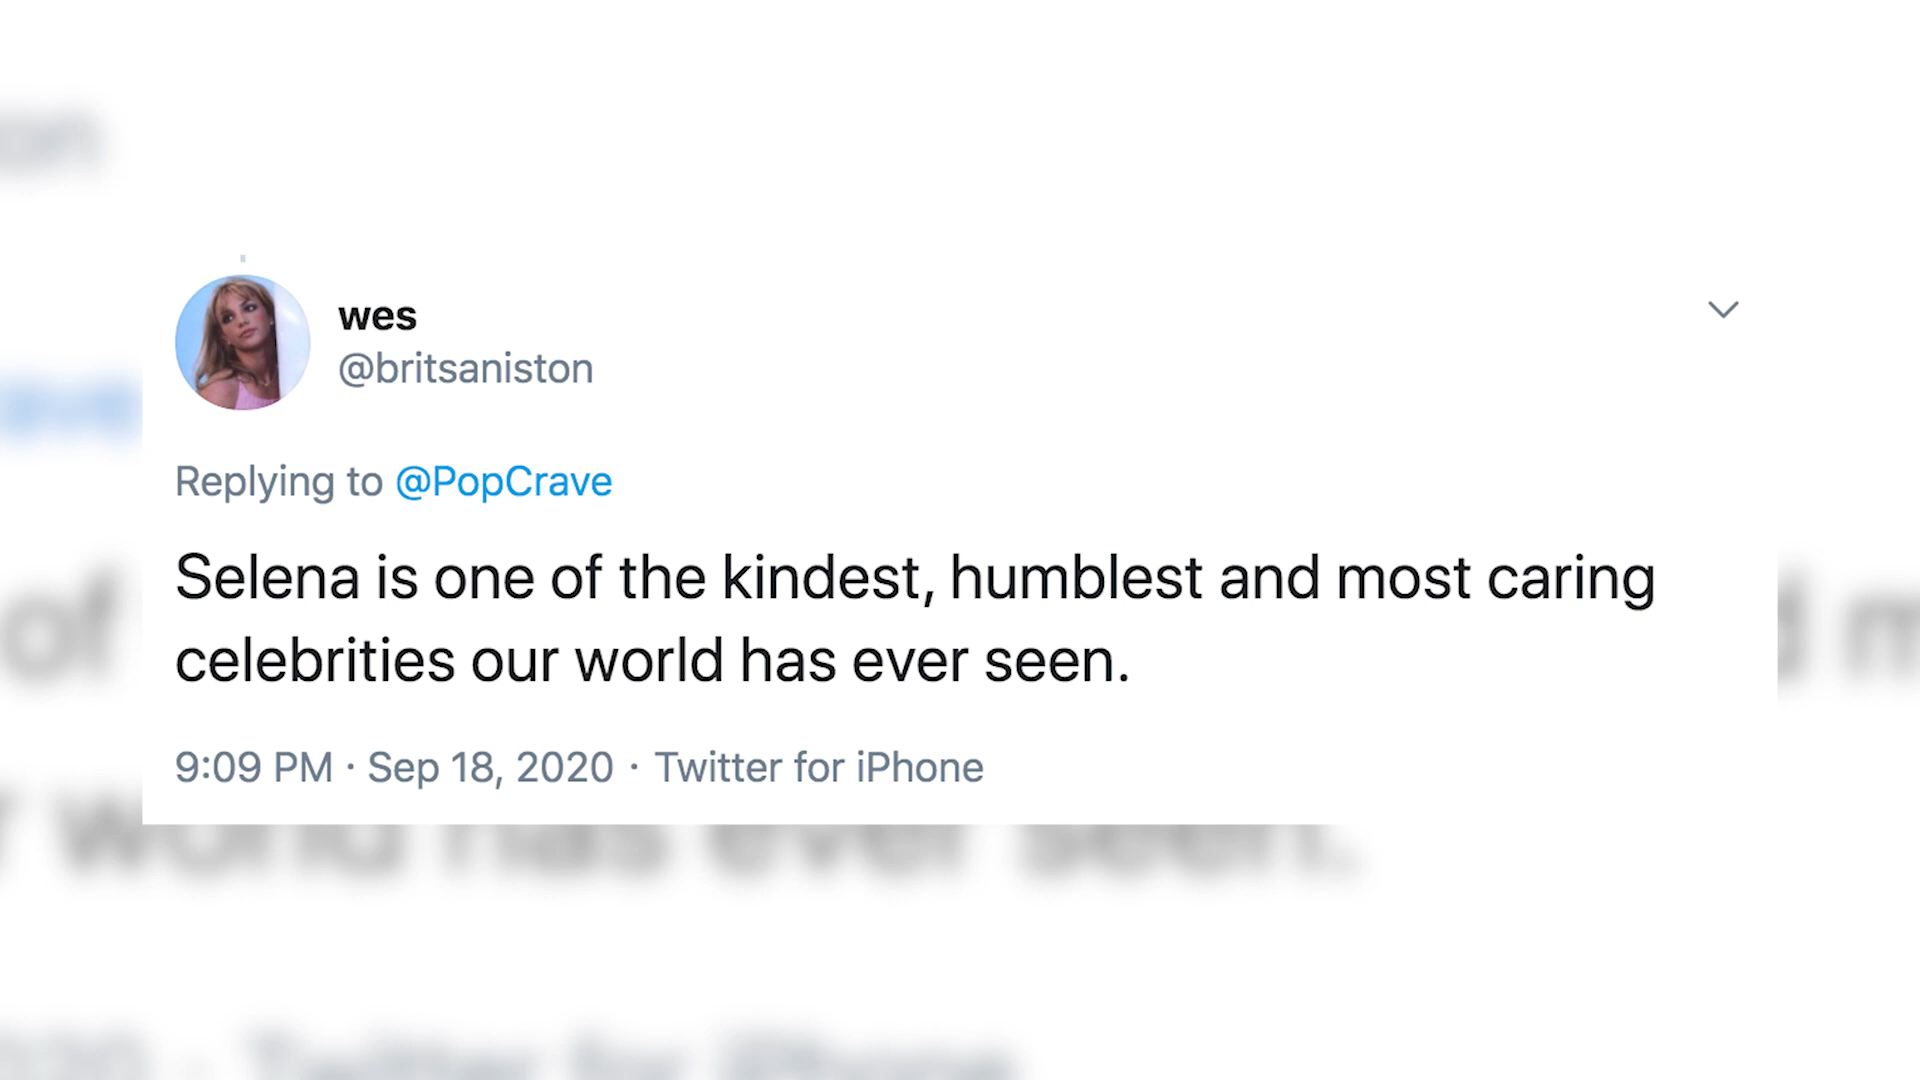 wes
@britsaniston
Replying to @PopCrave
Selena is one of the kindest, humblest and most caring
celebrities our world has ever seen.
9:09 PM · Sep 18, 2020 · Twitter for iPhone